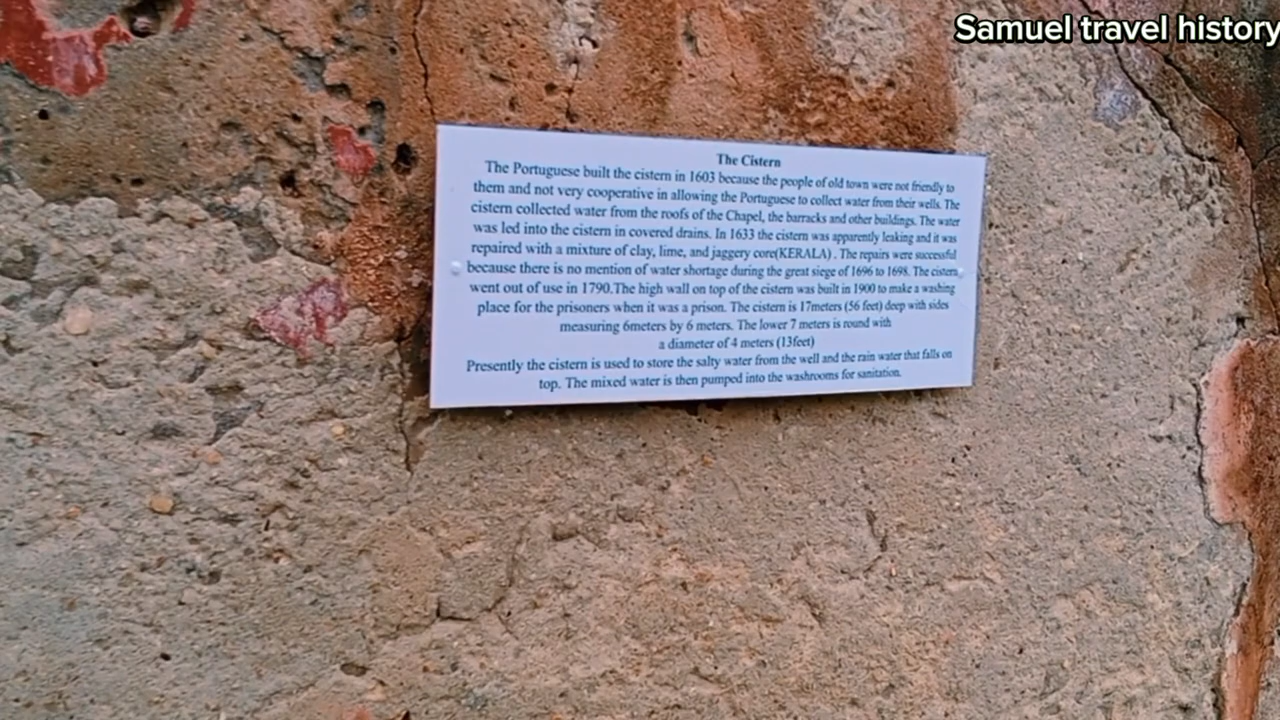 Samuel travel history
The Cistern
The Portuguese built the cistern in 1603 because the people of old town were not friendly to
them and not very cooperative in allowing the Portuguese to collect water from their wells. The
cistern collected water from the roofs of the Chapel, the barracks and other buildings. The water
was led into the cistern in covered drains. In 1633 the cistern was apparently leaking and it was
repaired with a mixture of clay, lime, and jaggery core(KERALA) . The repairs were successful
because there is no mention of water shortage during the great siege of 1696 to 1698. The cistern
went out of use in 1790.The high wall on top of the cistern was built in 1900 to make a washing
place for the prisoners when it was a prison. The cistern is 17meters (56 feet) deep with sides
measuring 6meters by 6 meters. The lower 7 meters is round with
a diameter of 4 meters (13feet)
Presently the cistern is used to store the salty water from the well and the rain water that falls on
top. The mixed water is then pumped into the washrooms for sanitation.